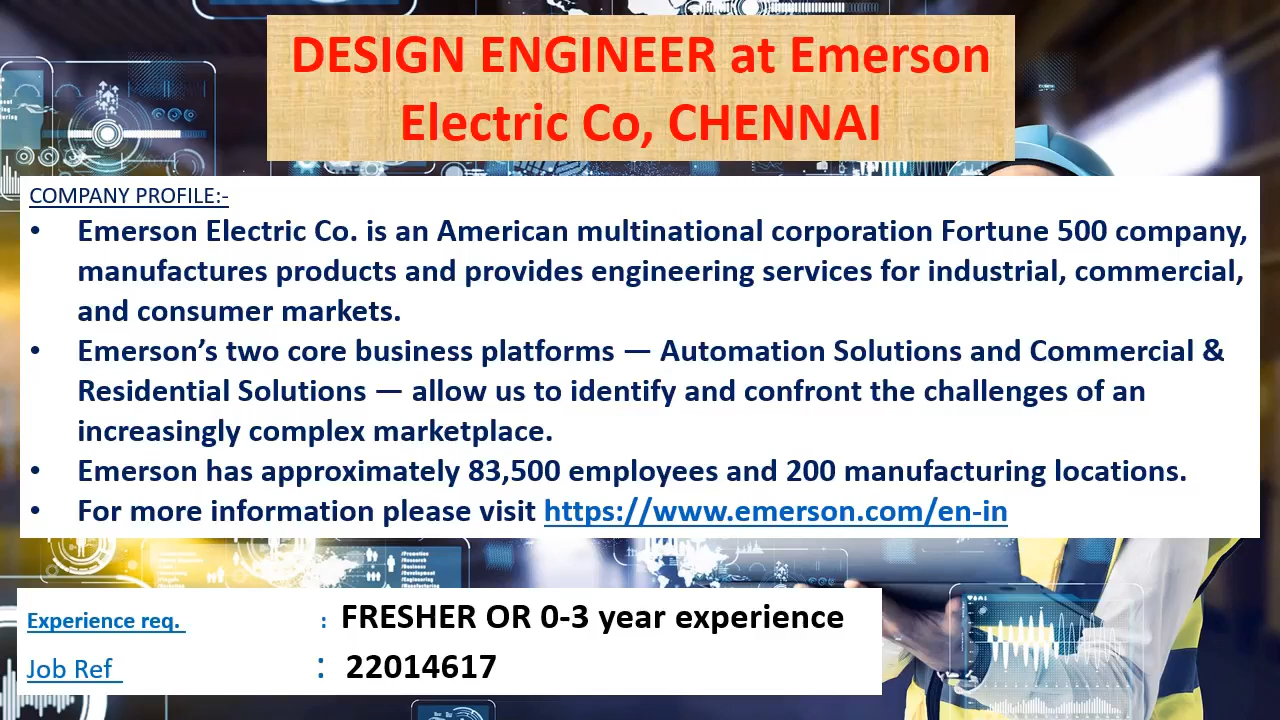 DESIGN ENGINEER at Emerson
Electric Co, CHENNAI
COMPANY PROFILE:-
• Emerson Electric Co. is an American multinational corporation Fortune 500 company,
manufactures products and provides engineering services for industrial, commercial,
and consumer markets.
• Emerson’s two core business platforms — Automation Solutions and Commercial &
Residential Solutions — allow us to identify and confront the challenges of an
increasingly complex marketplace.
• Emerson has approximately 83,500 employees and 200 manufacturing locations.
• For more information please visit https://www.emerson.com/en-in
Experience req. : FRESHER OR 0-3 year experience
Job Ref : 22014617